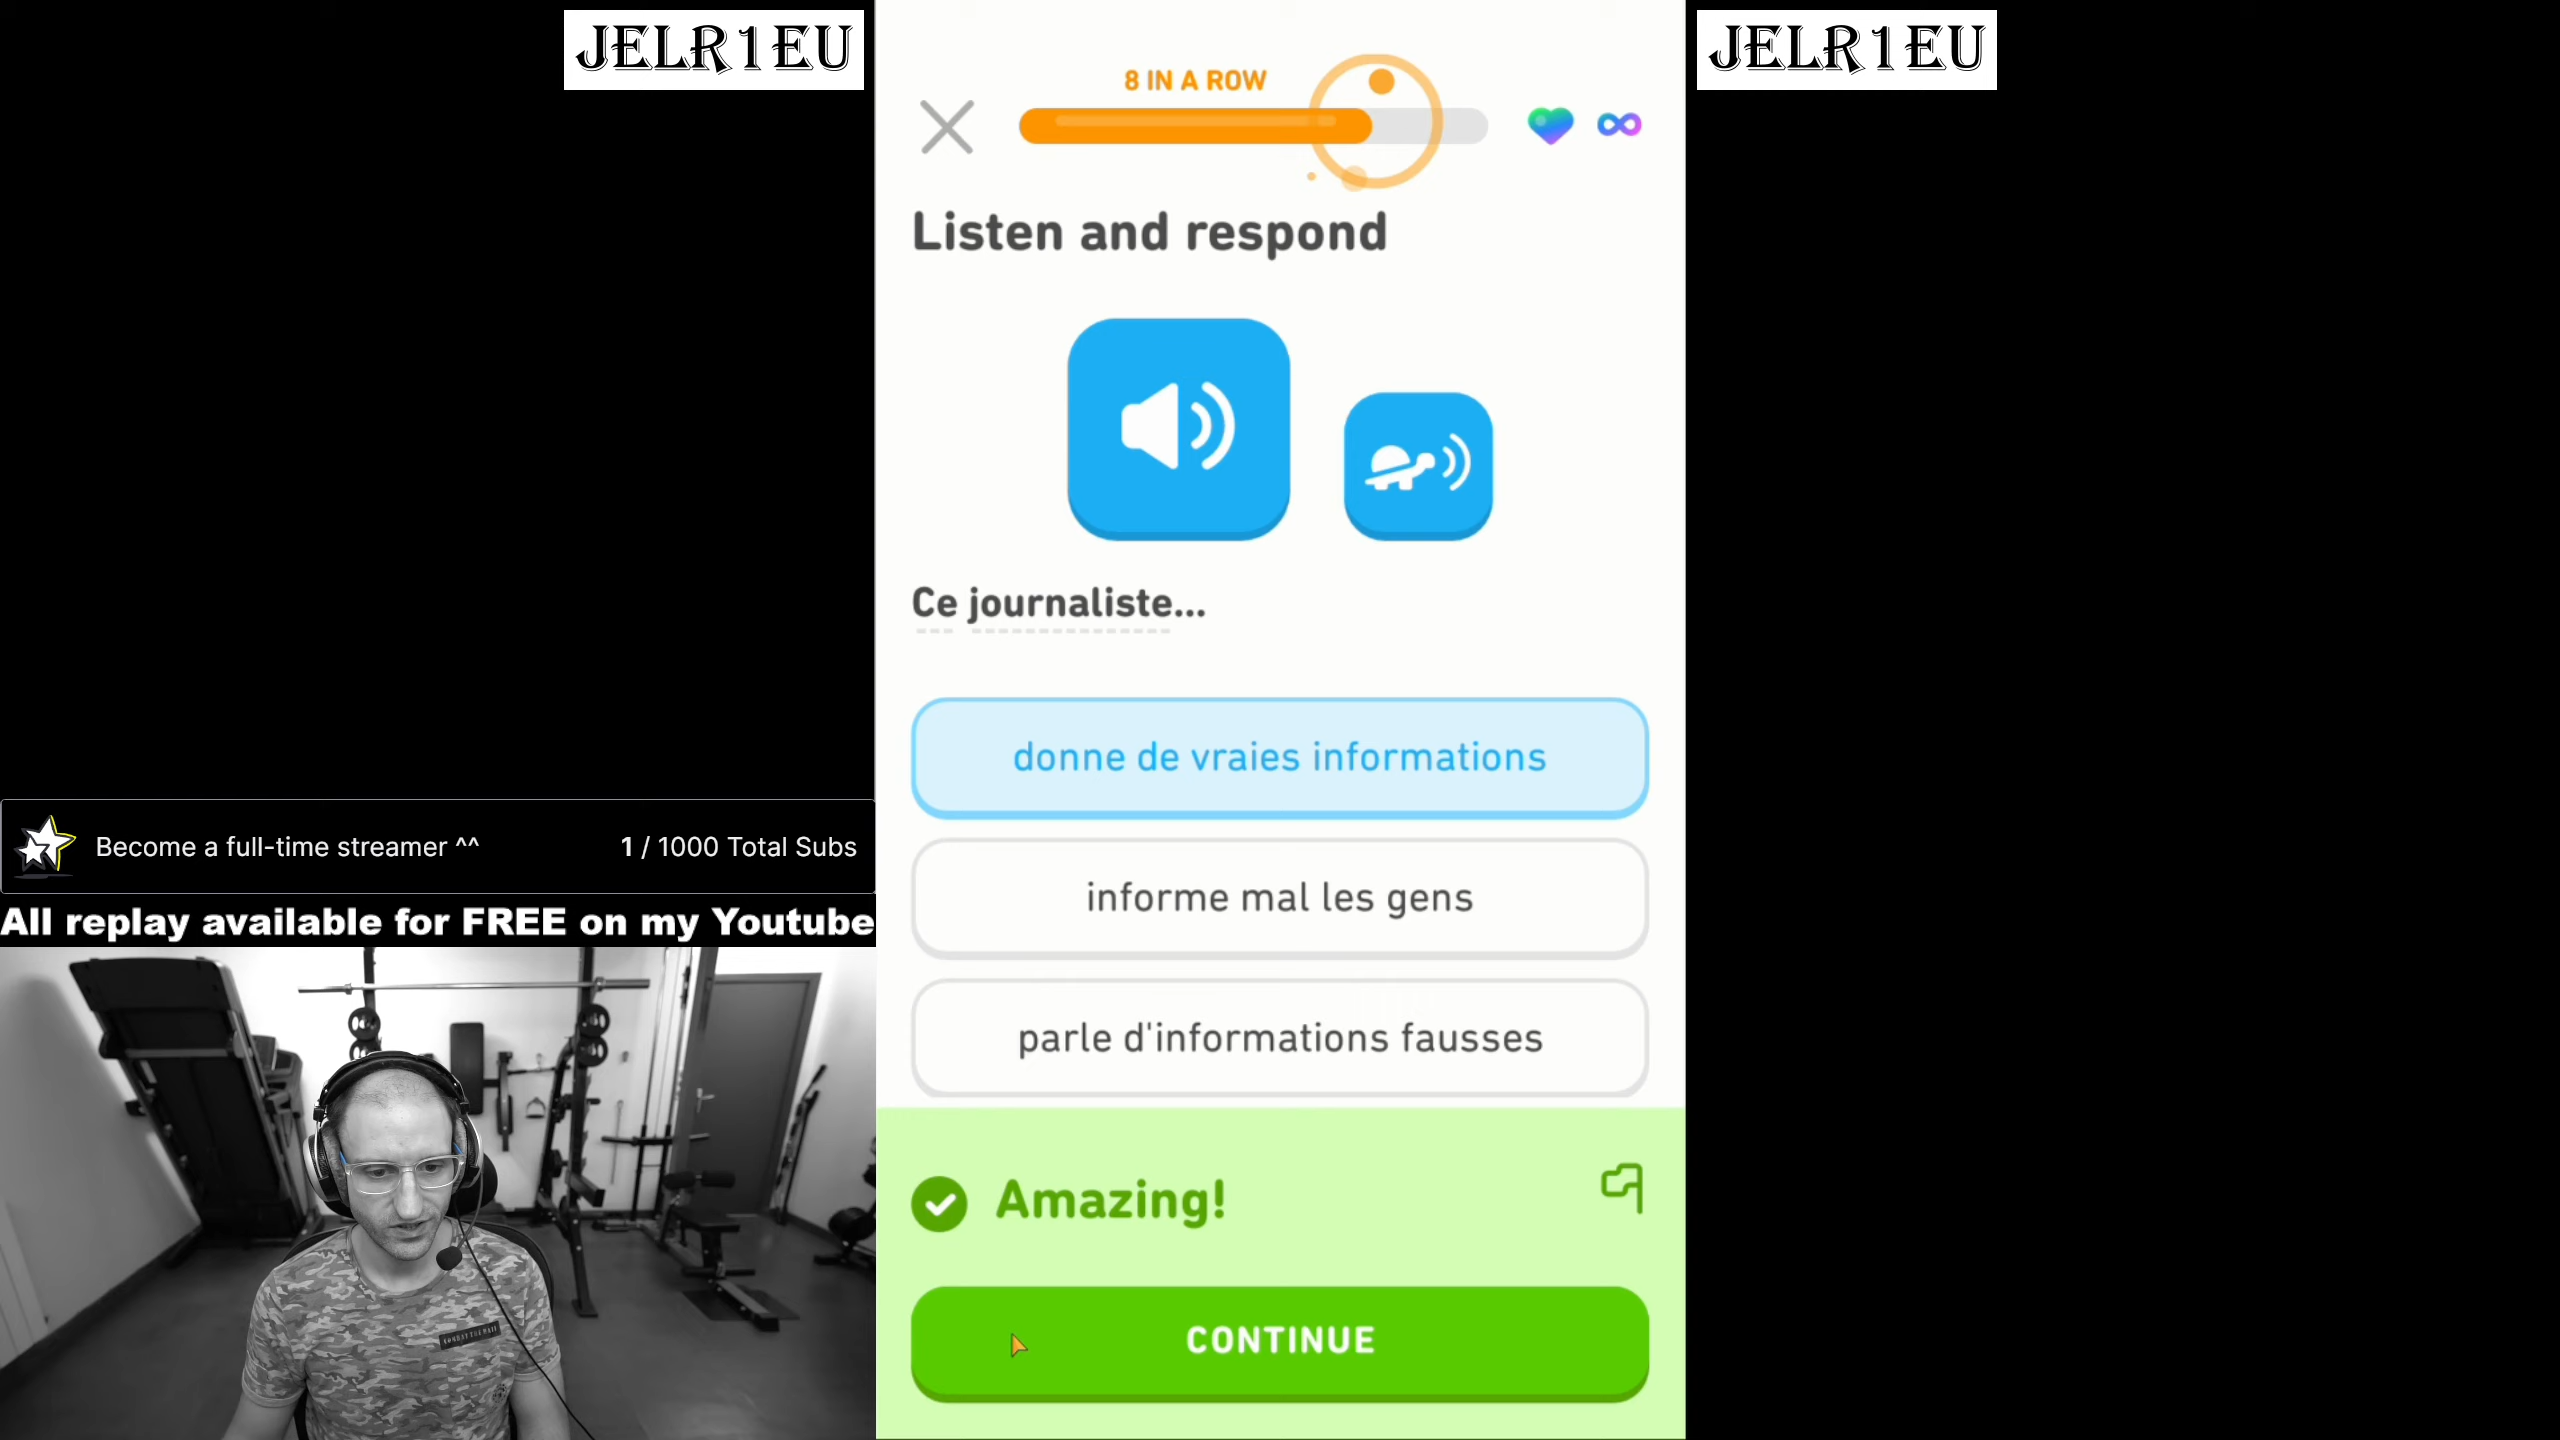 JELR1EU
JELR1EU
8 IN A ROW
Listen and respond
Ce journaliste...
donne de vraies informations
informe mal les gens
parle d'informations fausses
Amazing!
CONTINUE
Become a full-time streamer ^^
1 / 1000 Total Subs
All replay available for FREE on my Youtube